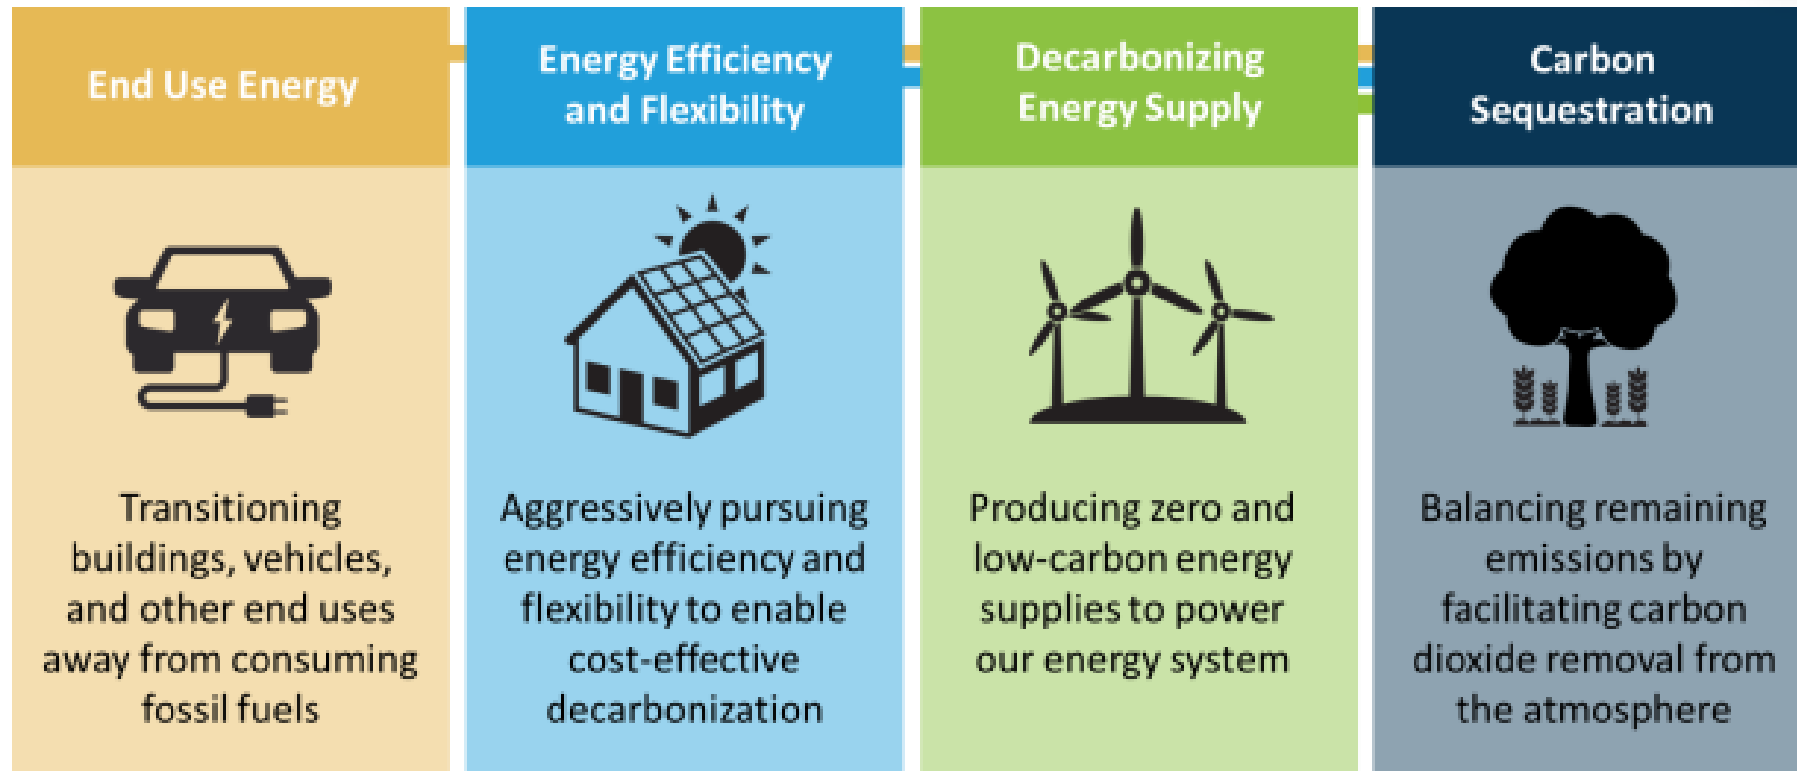 End Use Energy
Transitioning
buildings, vehicles,
and other end uses
away from consuming
fossil fuels
Energy Efficiency
and Flexibility
Aggressively pursuing
energy efficiency and
flexibility to enable
cost-effective
decarbonization
Decarbonizing
Energy Supply
Producing zero and
low-carbon energy
supplies to power
our energy system
Carbon
Sequestration
Balancing remaining
emissions by
facilitating carbon
dioxide removal from
the atmosphere